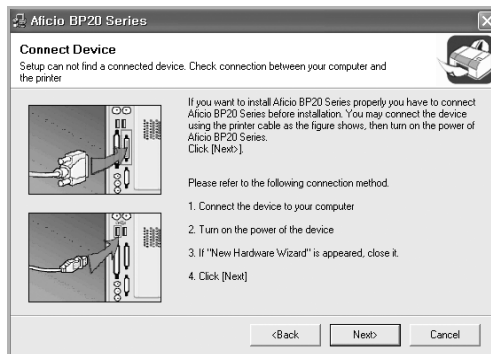 Aficio BP20 Series
Connect Device
Setup can not find a connected device. Check connection between your computer and
the printer
If you want to install Aficio BP20 Series properly you have to connect
Aficio BP20 Series before installation. You may connect the device
using the printer cable as the figure shows, then turn on the power of
Aficio BP20 Series.
Click [Next>].
Please refer to the following connection method.
1. Connect the device to your computer
2. Turn on the power of the device
3. If "New Hardware Wizard" is appeared, close it.
4. Click [Next]
<Back
Next>
Cancel